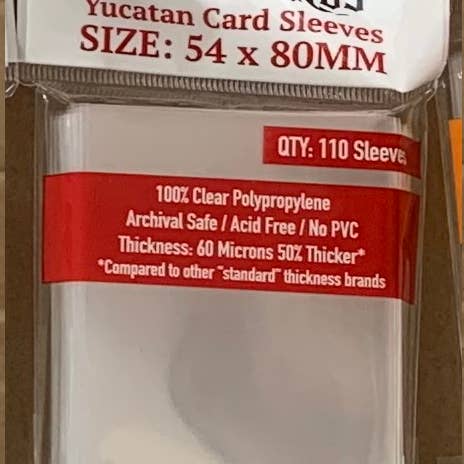 Yucatan Card Sleeves
SIZE: 54 x 80MM
QTY: 110 Sleeves
100% Clear Polypropylene
Archival Safe / Acid Free / No PVC
Thickness: 60 Microns 50% Thicker*
*Compared to other "standard" thickness brands